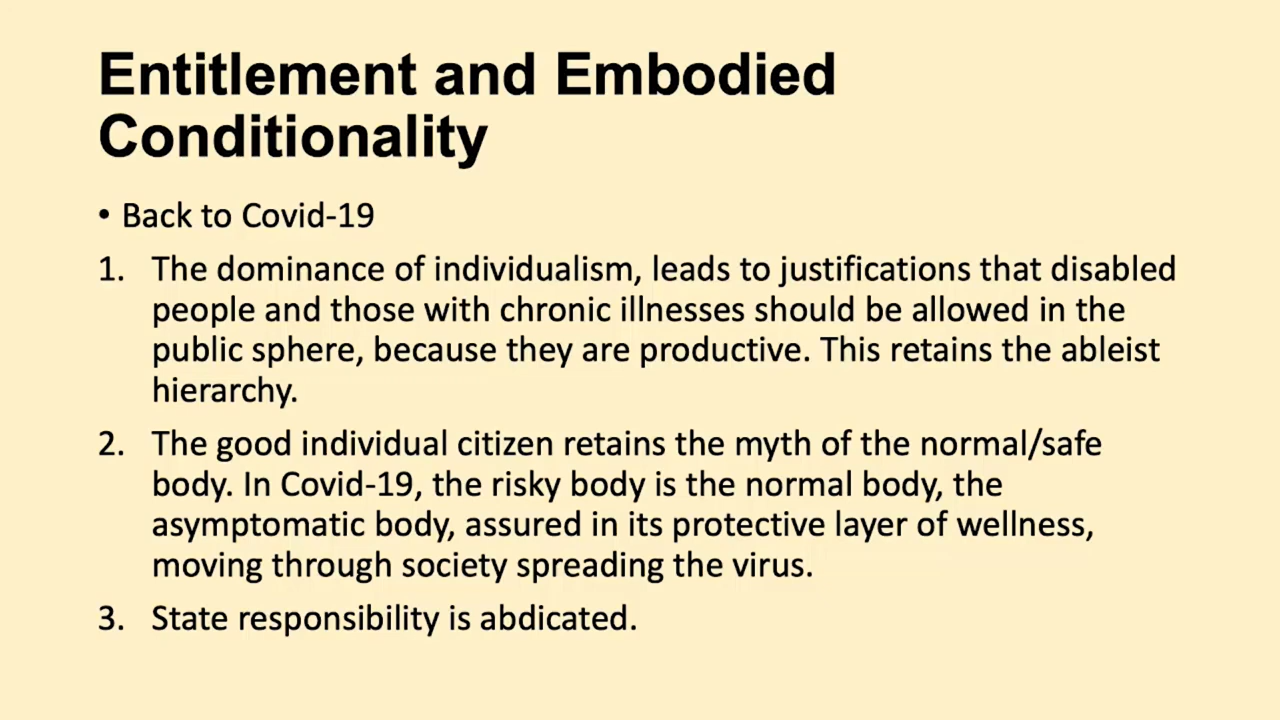 Entitlement and Embodied
Conditionality
• Back to Covid-19
1. The dominance of individualism, leads to justifications that disabled
people and those with chronic illnesses should be allowed in the
public sphere, because they are productive. This retains the ableist
hierarchy.
2. The good individual citizen retains the myth of the normal/safe
body. In Covid-19, the risky body is the normal body, the
asymptomatic body, assured in its protective layer of wellness,
moving through society spreading the virus.
3. State responsibility is abdicated.